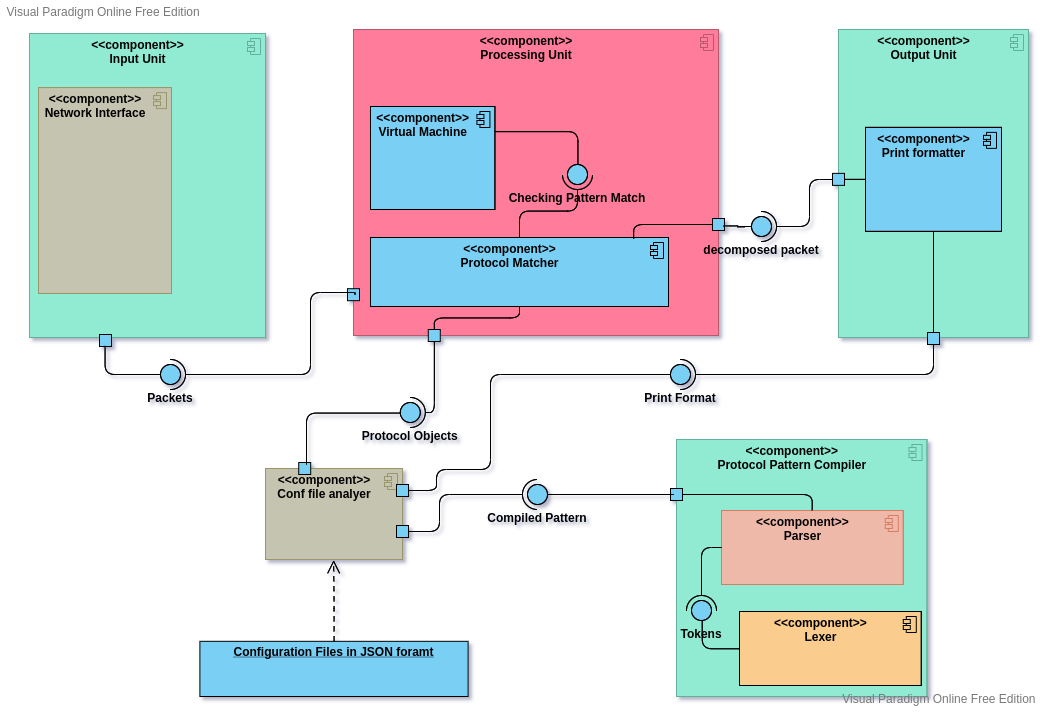 Visual Paradigm Online Free Edition
<<component>>
Input Unit
<<component>>
Network Interface
Packets
<<component>>
Processing Unit
<<component>>
Virtual Machine
Checking Pattern Match
<<component>>
Protocol Matcher
decomposed packet
<<component>>
Output Unit
<<component>>
Print formatter
Print Format
Protocol Objects
<<component>>
Conf file analyer
Compiled Pattern
<<component>>
Protocol Pattern Compiler
<<component>>
Parser
Tokens
<<component>>
Lexer
Configuration Files in JSON foramt
Visual Paradigm Online Free Edition